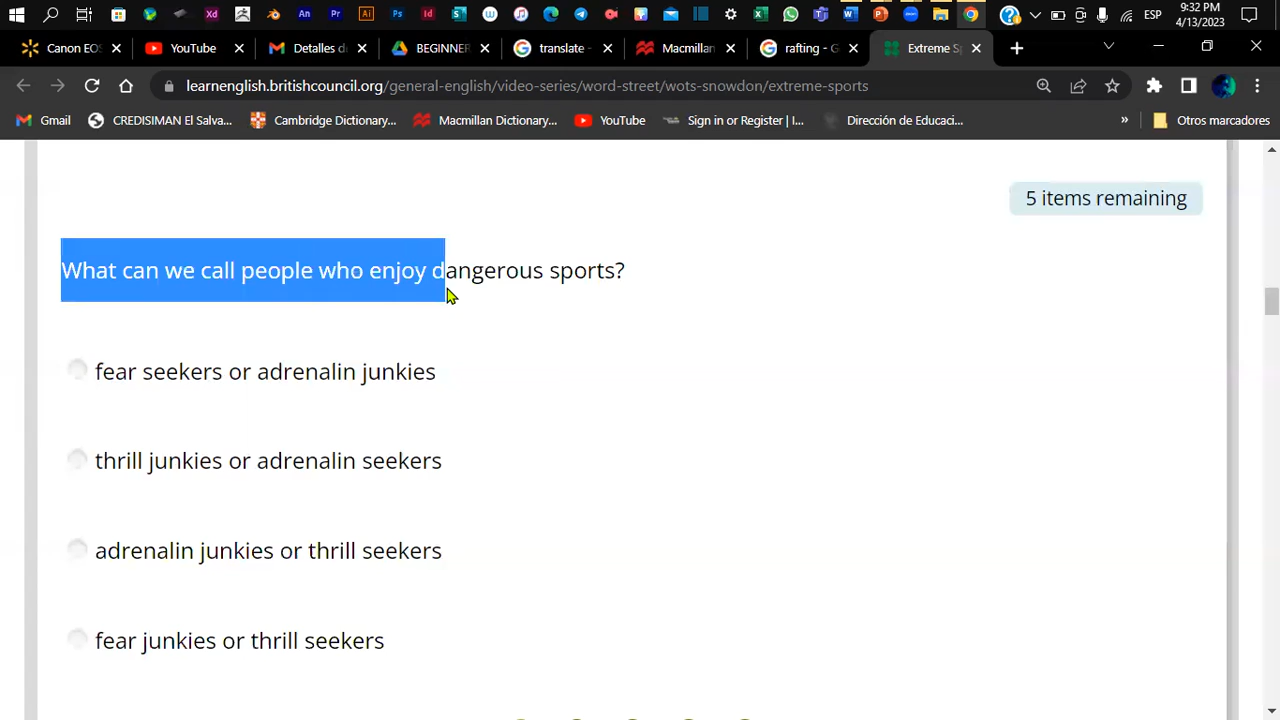 9:32 PM
ESP
4/13/2023
Canon EOS
YouTube
Detalles d
BEGINNER
translate -
Macmillan
rafting - G
Extreme S
learnenglish.britishcouncil.org/general-english/video-series/word-street/wots-snowdon/extreme-sports
Gmail
CREDISIMAN El Salva...
Cambridge Dictionary...
Macmillan Dictionary...
YouTube
Sign in or Register | I...
Dirección de Educaci...
»
Otros marcadores
5 items remaining
What can we call people who enjoy dangerous sports?
fear seekers or adrenalin junkies
thrill junkies or adrenalin seekers
adrenalin junkies or thrill seekers
fear junkies or thrill seekers